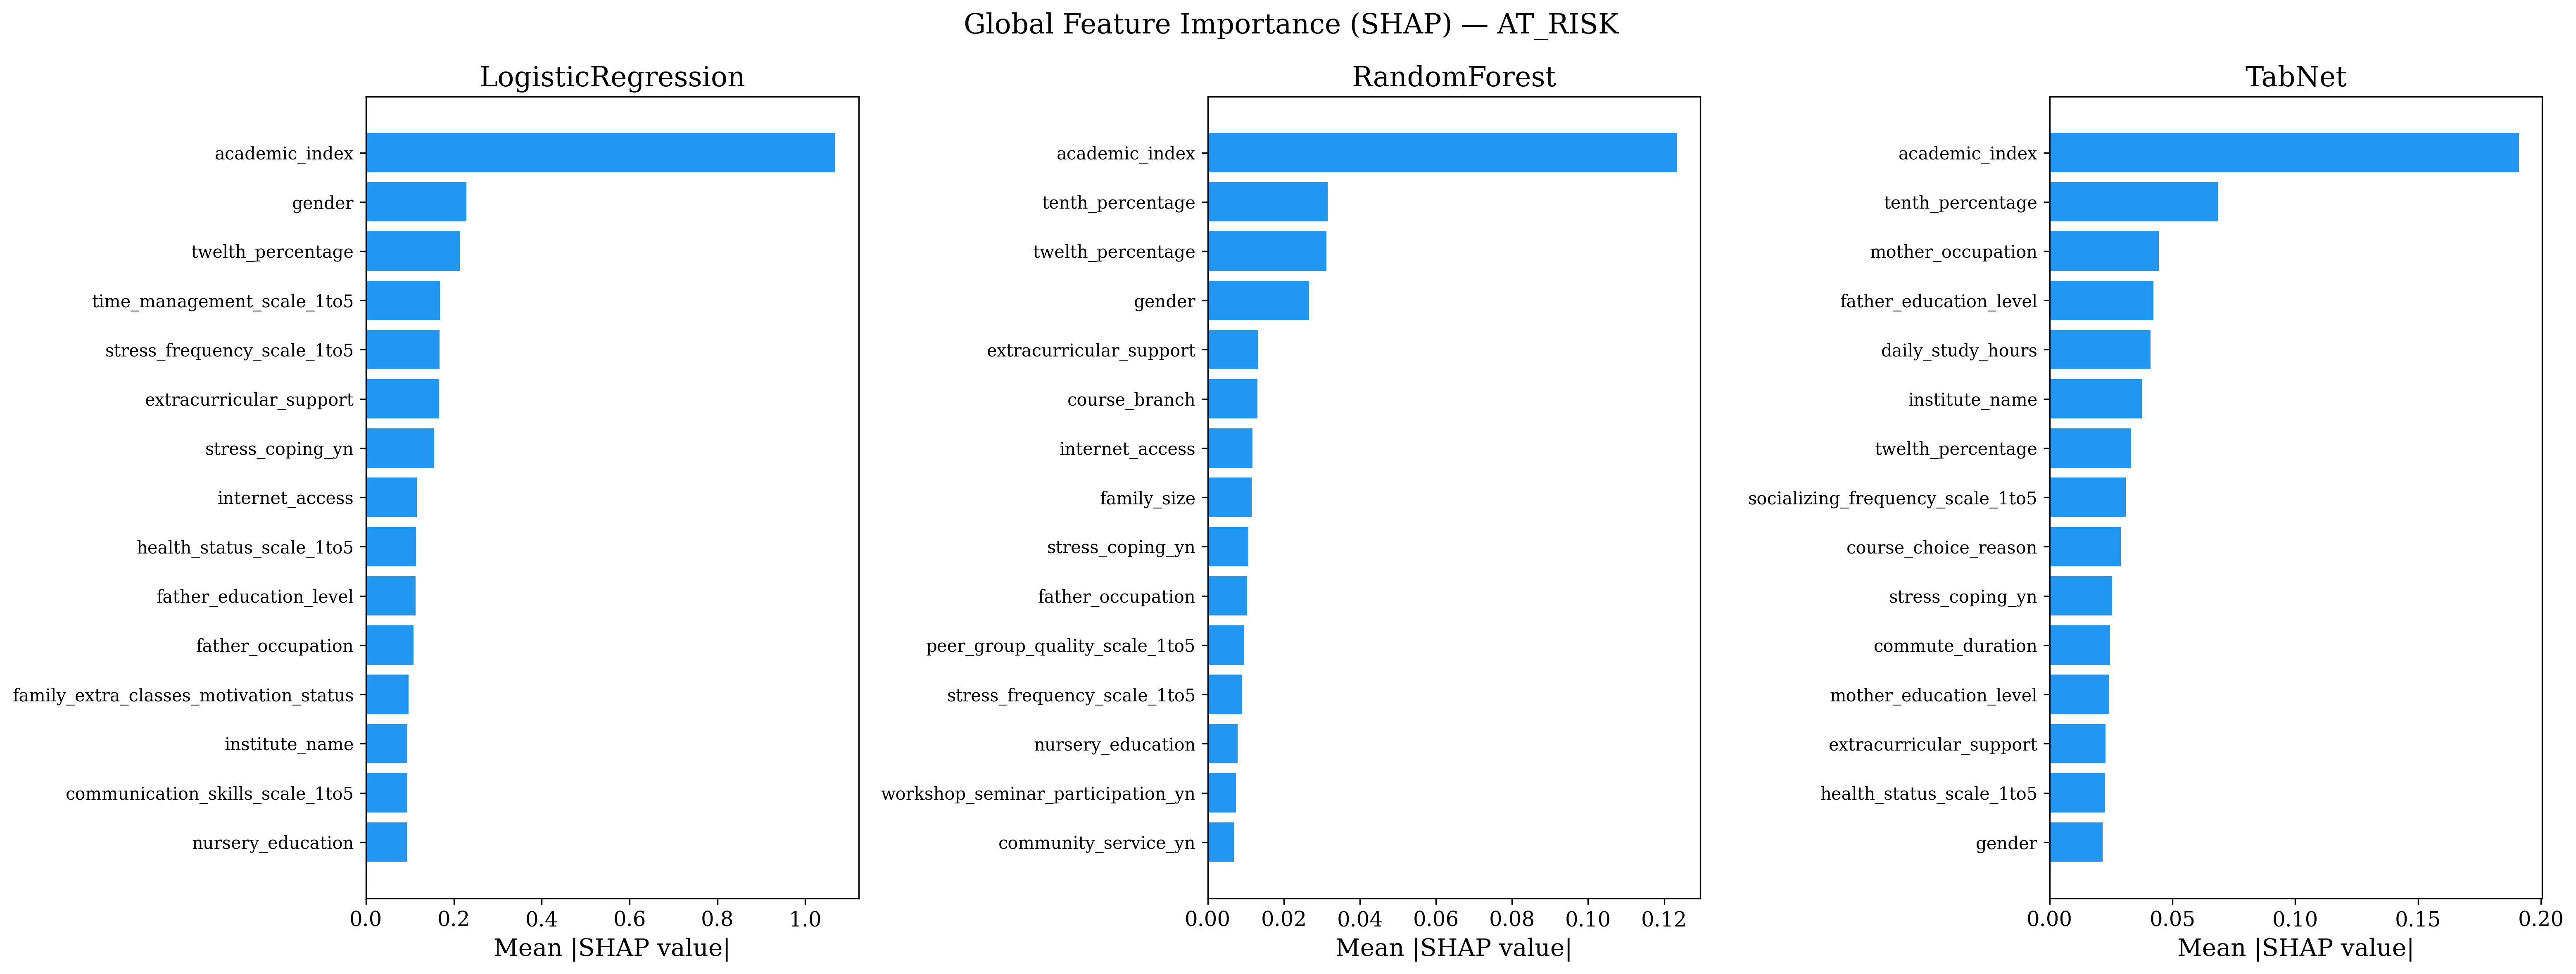 Global Feature Importance (SHAP) — AT_RISK
LogisticRegression
academic_index
gender
twelth_percentage
time_management_scale_1to5
stress_frequency_scale_1to5
extracurricular_support
stress_coping_yn
internet_access
health_status_scale_1to5
father_education_level
father_occupation
family_extra_classes_motivation_status
institute_name
communication_skills_scale_1to5
nursery_education
0.0 0.2 0.4 0.6 0.8 1.0
Mean |SHAP value|
RandomForest
academic_index
tenth_percentage
twelth_percentage
gender
extracurricular_support
course_branch
internet_access
family_size
stress_coping_yn
father_occupation
peer_group_quality_scale_1to5
stress_frequency_scale_1to5
nursery_education
workshop_seminar_participation_yn
community_service_yn
0.00 0.02 0.04 0.06 0.08 0.10 0.12
Mean |SHAP value|
TabNet
academic_index
tenth_percentage
mother_occupation
father_education_level
daily_study_hours
institute_name
twelth_percentage
socializing_frequency_scale_1to5
course_choice_reason
stress_coping_yn
commute_duration
mother_education_level
extracurricular_support
health_status_scale_1to5
gender
0.00 0.05 0.10 0.15 0.20
Mean |SHAP value|